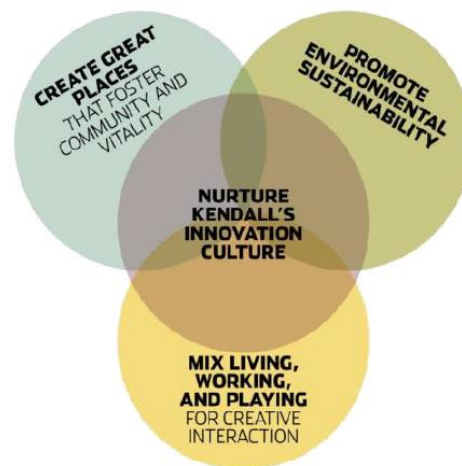 CREATE GREAT
PLACES
THAT FOSTER
COMMUNITY AND
VITALITY
PROMOTE
ENVIRONMENTAL
SUSTAINABILITY
NURTURE
KENDALL'S
INNOVATION
CULTURE
MIX LIVING,
WORKING,
AND PLAYING
FOR CREATIVE
INTERACTION